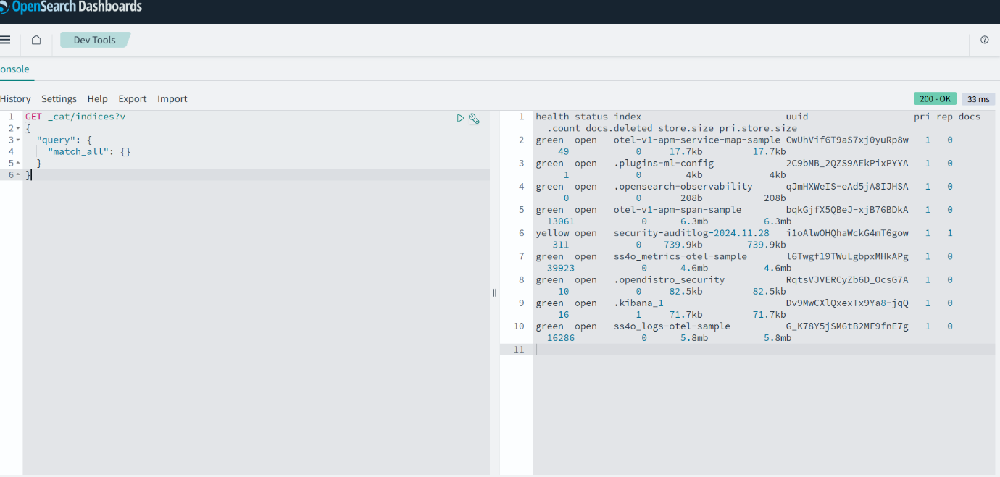 OpenSearch Dashboards
Dev Tools
onsole
History Settings Help Export Import
200 - OK 33 ms
1 GET _cat/indices?v
2 {
3 "query": {
4 "match_all": {}
5 }
6 }
1 health status index uuid pri rep docs
.count docs.deleted store.size pri.store.size
2 green open otel-v1-apm-service-map-sample CwUhVif6T9aS7xj0yuRp8w 1 0
49 0 17.7kb 17.7kb
3 green open .plugins-ml-config 2C9bMB_2QZS9AEkPixPYYA 1 0
1 0 4kb 4kb
4 green open .opensearch-observability qJmHXWeIS-eAd5jA8IJHSA 1 0
0 0 208b 208b
5 green open otel-v1-apm-span-sample bqkGjfX5QBeJ-xjB76BDkA 1 0
13061 0 6.3mb 6.3mb
6 yellow open security-auditlog-2024.11.28 i1oAlwOHQhaWckG4mT6gow 1 1
311 0 739.9kb 739.9kb
7 green open ss4o_metrics-otel-sample l6Twgf19TWuLgbpxMHkAPg 1 0
39923 0 4.6mb 4.6mb
8 green open .opendistro_security RqtsVJVERCyZb6D_OcsG7A 1 0
10 0 82.5kb 82.5kb
9 green open .kibana_1 Dv9MwCXlQxexTx9Ya8-jqQ 1 0
16 1 71.7kb 71.7kb
10 green open ss4o_logs-otel-sample G_K78Y5jSM6tB2MF9fnE7g 1 0
16286 0 5.8mb 5.8mb
11